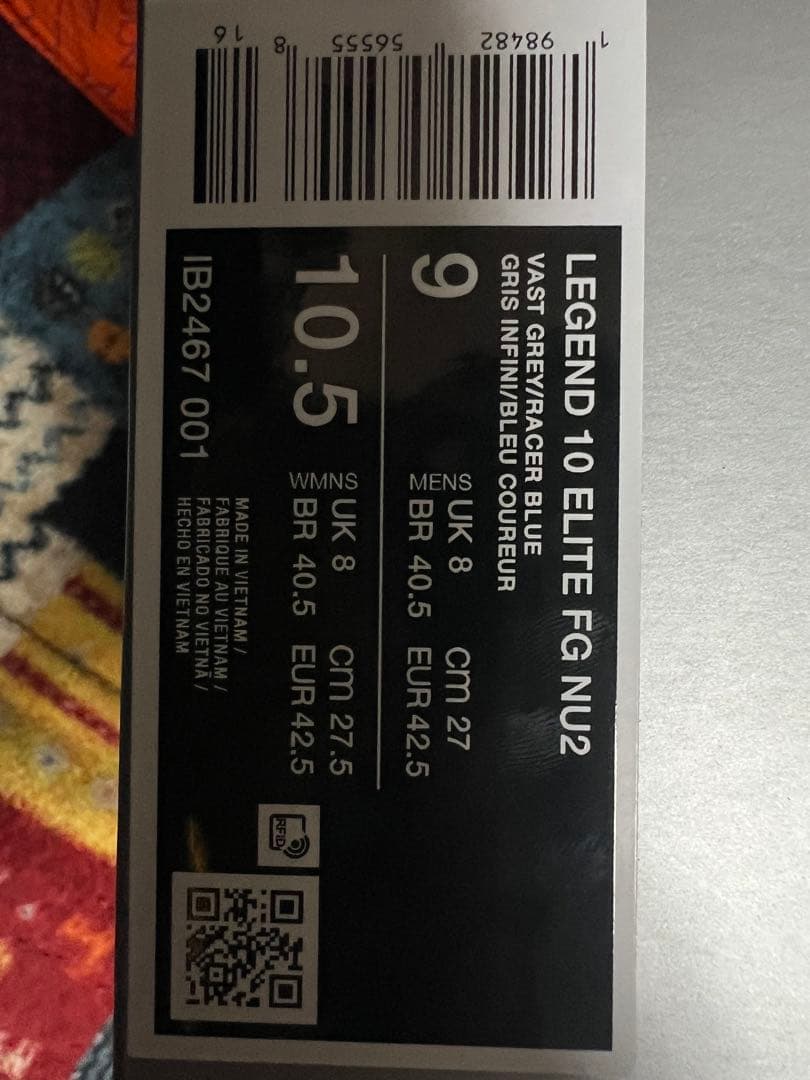 LEGEND 10 ELITE FG NU2
VAST GREY/RACER BLUE
GRIS INFINI/BLEU COUREUR
9
MENS
UK 8
cm 27
BR 40.5
EUR 42.5
10.5
WMNS
UK 8
cm 27.5
BR 40.5
EUR 42.5
IB2467 001
MADE IN VIETNAM /
FABRIQUE AU VIETNAM /
FABRICADO NO VIETNÃ /
HECHO EN VIETNAM
RFID
1 98482 56555 8 16